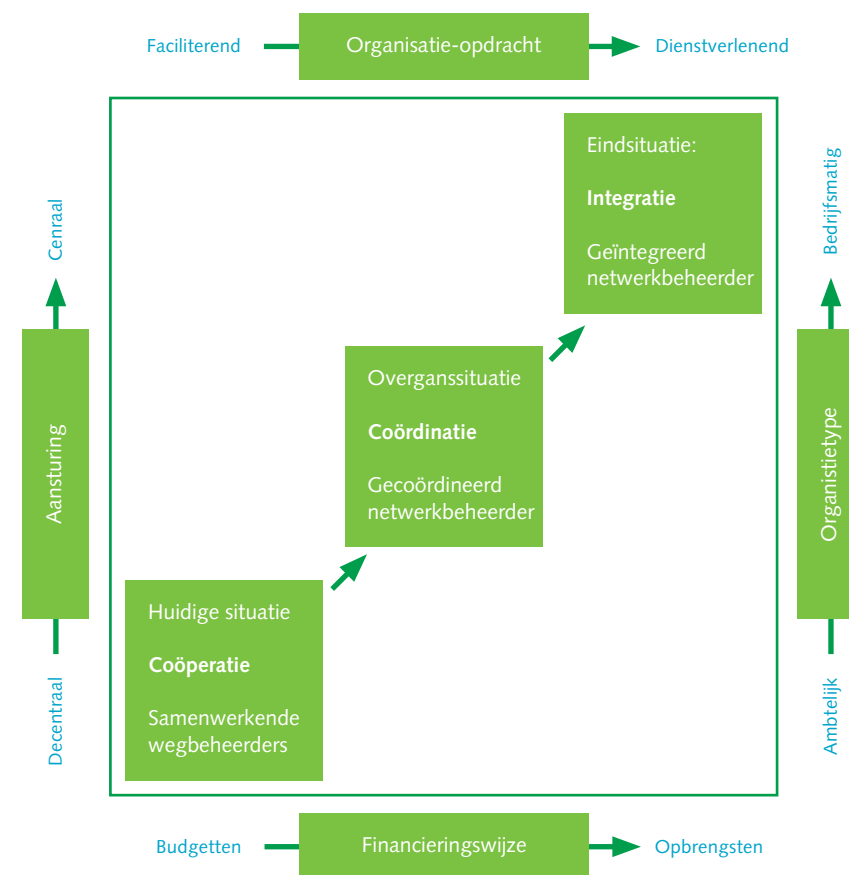 Faciliterend
Organisatie-opdracht
Dienstverlenend
Eindsituatie:
Integratie
Geïntegreerd
netwerkbeheerder
Cenraal
Aansturing
Decentraal
Bedrijfsmatig
Organistietype
Ambtelijk
Overganssituatie
Coördinatie
Gecoördineerd
netwerkbeheerder
Huidige situatie
Coöperatie
Samenwerkende
wegbeheerders
Budgetten
Financieringswijze
Opbrengsten